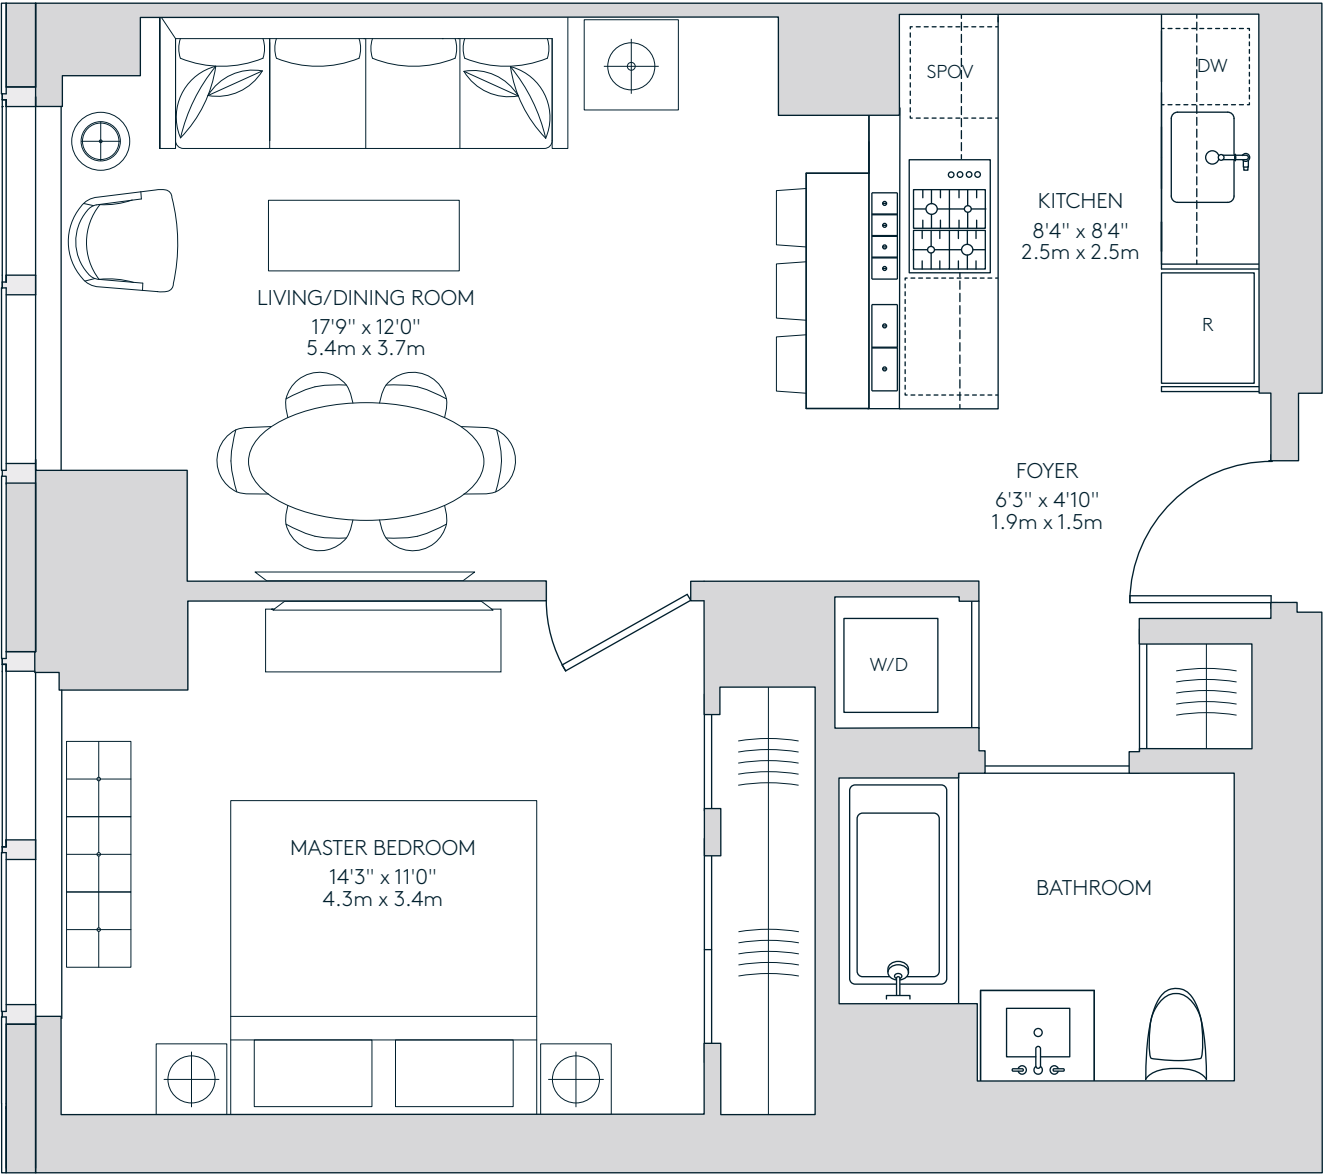 SPOV
DW
KITCHEN
8'4" x 8'4"
2.5m x 2.5m
LIVING/DINING ROOM
17'9" x 12'0"
5.4m x 3.7m
R
FOYER
6'3" x 4'10"
1.9m x 1.5m
W/D
MASTER BEDROOM
14'3" x 11'0"
4.3m x 3.4m
BATHROOM